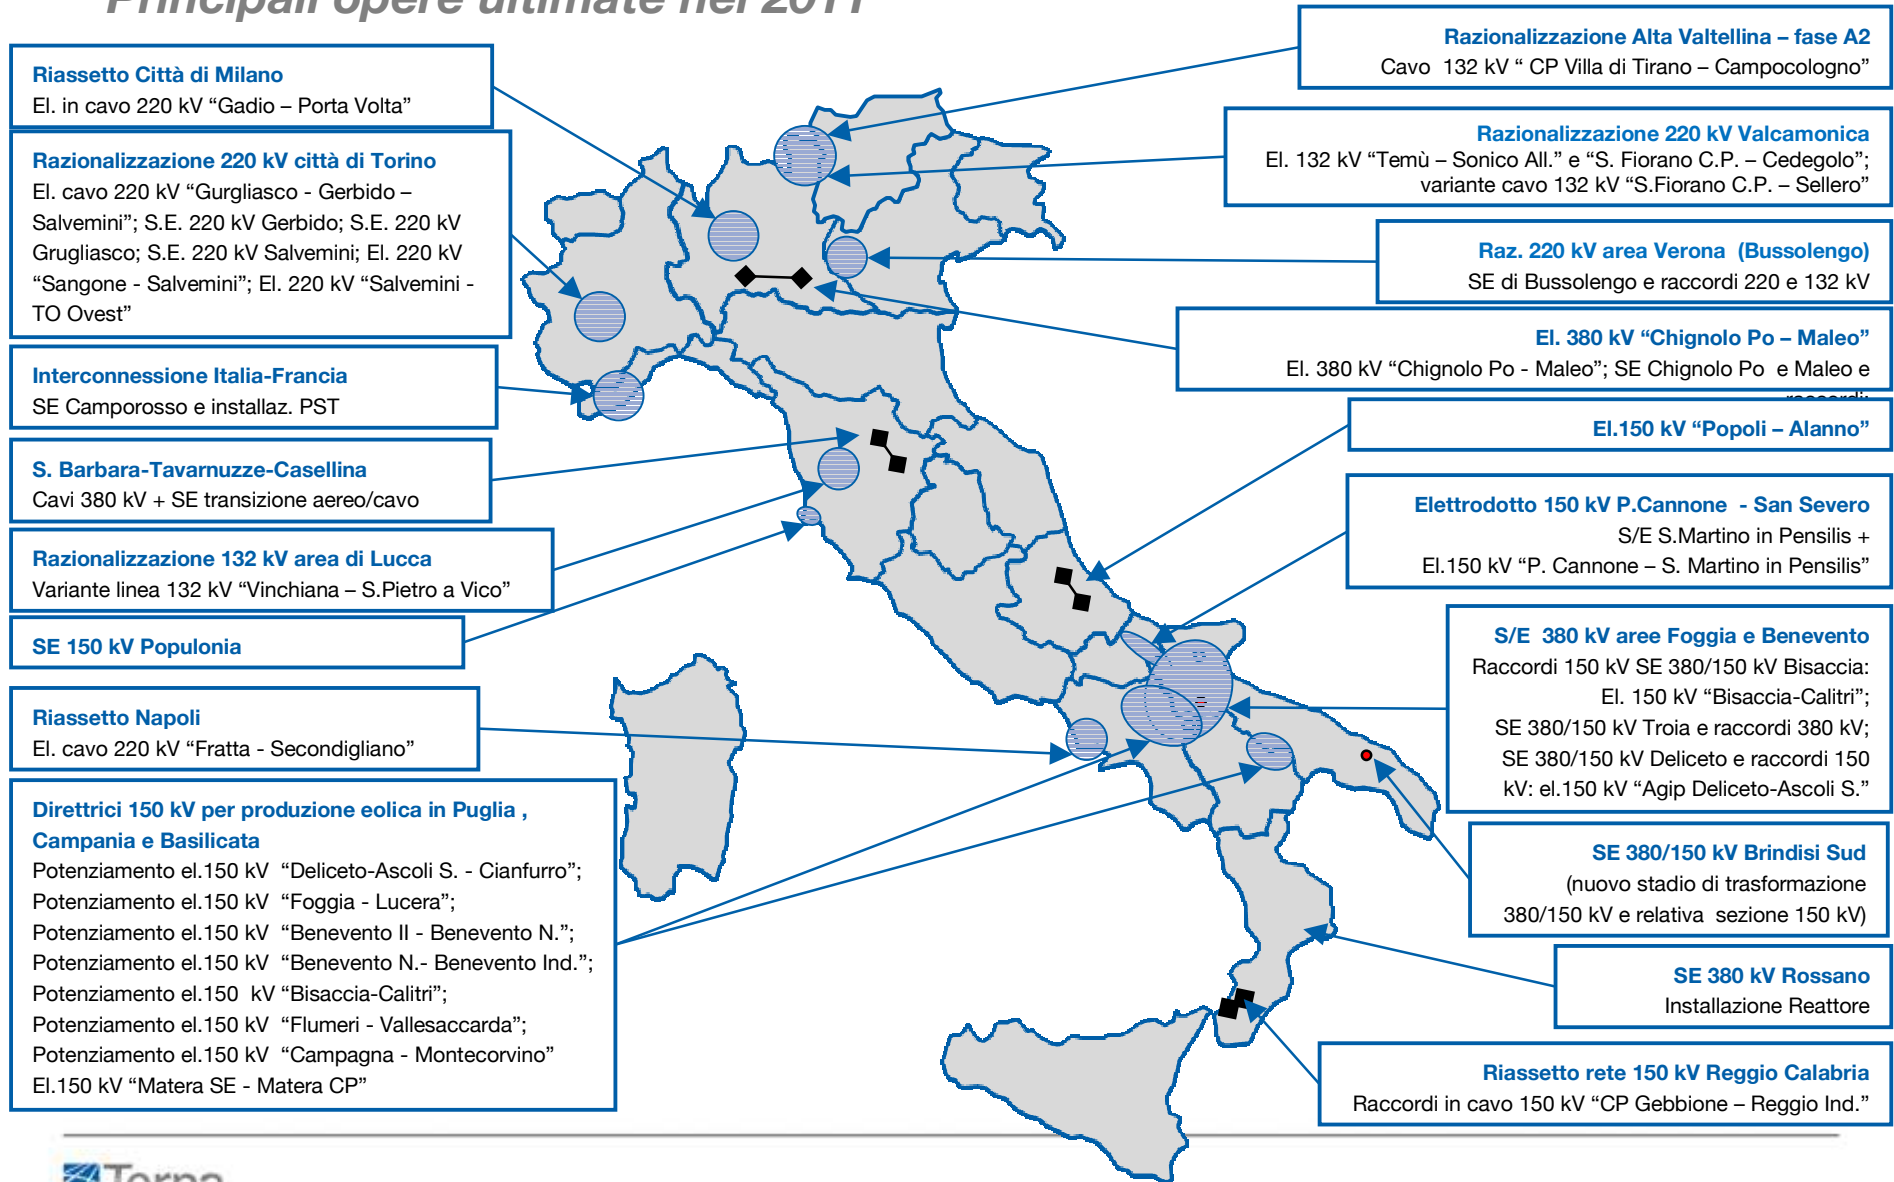 Principali opere ultimate nel 2011
Riassetto Città di Milano
El. in cavo 220 kV “Gadio – Porta Volta”
Razionalizzazione 220 kV città di Torino
El. cavo 220 kV “Gurgliasco - Gerbido –
Salvemini”; S.E. 220 kV Gerbido; S.E. 220 kV
Grugliasco; S.E. 220 kV Salvemini; El. 220 kV
“Sangone - Salvemini”; El. 220 kV “Salvemini -
TO Ovest”
Interconnessione Italia-Francia
SE Camporosso e installaz. PST
S. Barbara-Tavarnuzze-Casellina
Cavi 380 kV + SE transizione aereo/cavo
Razionalizzazione 132 kV area di Lucca
Variante linea 132 kV “Vinchiana – S.Pietro a Vico”
SE 150 kV Populonia
Riassetto Napoli
El. cavo 220 kV “Fratta - Secondigliano”
Direttrici 150 kV per produzione eolica in Puglia ,
Campania e Basilicata
Potenziamento el.150 kV “Deliceto-Ascoli S. - Cianfurro”;
Potenziamento el.150 kV “Foggia - Lucera”;
Potenziamento el.150 kV “Benevento II - Benevento N.”;
Potenziamento el.150 kV “Benevento N.- Benevento Ind.”;
Potenziamento el.150 kV “Bisaccia-Calitri”;
Potenziamento el.150 kV “Flumeri - Vallesaccarda”;
Potenziamento el.150 kV “Campagna - Montecorvino”
El.150 kV “Matera SE - Matera CP”
Razionalizzazione Alta Valtellina – fase A2
Cavo 132 kV “ CP Villa di Tirano – Campocologno”
Razionalizzazione 220 kV Valcamonica
El. 132 kV “Temù – Sonico All.” e “S. Fiorano C.P. – Cedegolo”;
variante cavo 132 kV “S.Fiorano C.P. – Sellero”
Raz. 220 kV area Verona (Bussolengo)
SE di Bussolengo e raccordi 220 e 132 kV
El. 380 kV “Chignolo Po – Maleo”
El. 380 kV “Chignolo Po - Maleo”; SE Chignolo Po e Maleo e
El.150 kV “Popoli – Alanno”
Elettrodotto 150 kV P.Cannone - San Severo
S/E S.Martino in Pensilis +
El.150 kV “P. Cannone – S. Martino in Pensilis”
S/E 380 kV aree Foggia e Benevento
Raccordi 150 kV SE 380/150 kV Bisaccia:
El. 150 kV “Bisaccia-Calitri”;
SE 380/150 kV Troia e raccordi 380 kV;
SE 380/150 kV Deliceto e raccordi 150
kV: el.150 kV “Agip Deliceto-Ascoli S.”
SE 380/150 kV Brindisi Sud
(nuovo stadio di trasformazione
380/150 kV e relativa sezione 150 kV)
SE 380 kV Rossano
Installazione Reattore
Riassetto rete 150 kV Reggio Calabria
Raccordi in cavo 150 kV “CP Gebbione – Reggio Ind.”
Terna